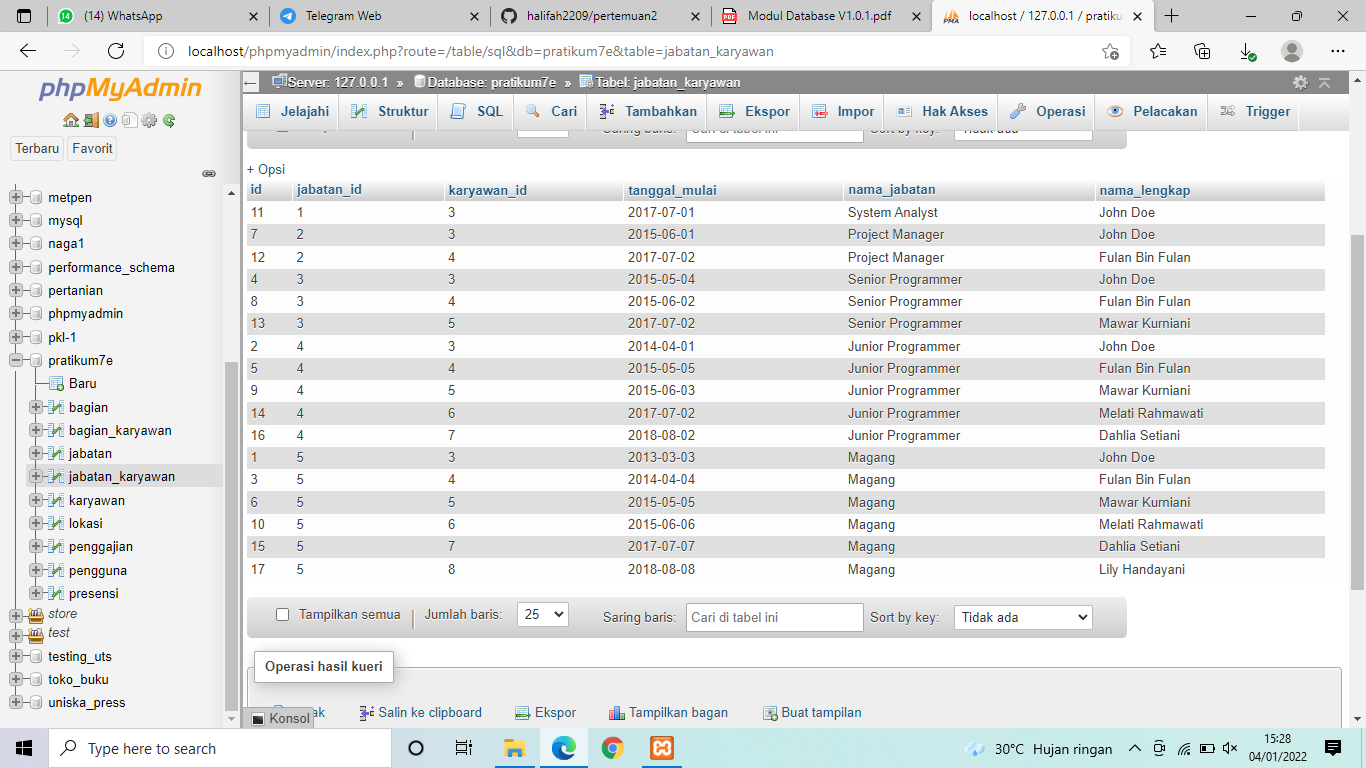 (14) WhatsApp
Telegram Web
halifah2209/pertemuan2
Modul Database V1.0.1.pdf
localhost / 127.0.0.1 / pratiku
localhost/phpmyadmin/index.php?route=/table/sql&db=pratikum7e&table=jabatan_karyawan
phpMyAdmin
Terbaru Favorit
metpen
mysql
naga1
performance_schema
pertanian
phpmyadmin
pkl-1
pratikum7e
Baru
bagian
bagian_karyawan
jabatan
jabatan_karyawan
karyawan
lokasi
penggajian
pengguna
presensi
store
test
testing_uts
toko_buku
uniska_press
Server: 127.0.0.1 » Database: pratikum7e » Tabel: jabatan_karyawan
Jelajahi Struktur SQL Cari Tambahkan Ekspor Impor Hak Akses Operasi Pelacakan Trigger
Saring baris: Cari di tabel ini Sort by key: Tidak ada
+ Opsi
id jabatan_id karyawan_id tanggal_mulai nama_jabatan nama_lengkap
11 1 3 2017-07-01 System Analyst John Doe
7 2 3 2015-06-01 Project Manager John Doe
12 2 4 2017-07-02 Project Manager Fulan Bin Fulan
4 3 3 2015-05-04 Senior Programmer John Doe
8 3 4 2015-06-02 Senior Programmer Fulan Bin Fulan
13 3 5 2017-07-02 Senior Programmer Mawar Kurniani
2 4 3 2014-04-01 Junior Programmer John Doe
5 4 4 2015-05-05 Junior Programmer Fulan Bin Fulan
9 4 5 2015-06-03 Junior Programmer Mawar Kurniani
14 4 6 2017-07-02 Junior Programmer Melati Rahmawati
16 4 7 2018-08-02 Junior Programmer Dahlia Setiani
1 5 3 2013-03-03 Magang John Doe
3 5 4 2014-04-04 Magang Fulan Bin Fulan
6 5 5 2015-05-05 Magang Mawar Kurniani
10 5 6 2015-06-06 Magang Melati Rahmawati
15 5 7 2017-07-07 Magang Dahlia Setiani
17 5 8 2018-08-08 Magang Lily Handayani
Tampilkan semua Jumlah baris: 25 Saring baris: Cari di tabel ini Sort by key: Tidak ada
Operasi hasil kueri
Salin ke clipboard Ekspor Tampilkan bagan Buat tampilan
Konsol
Type here to search
30°C Hujan ringan
15:28
04/01/2022